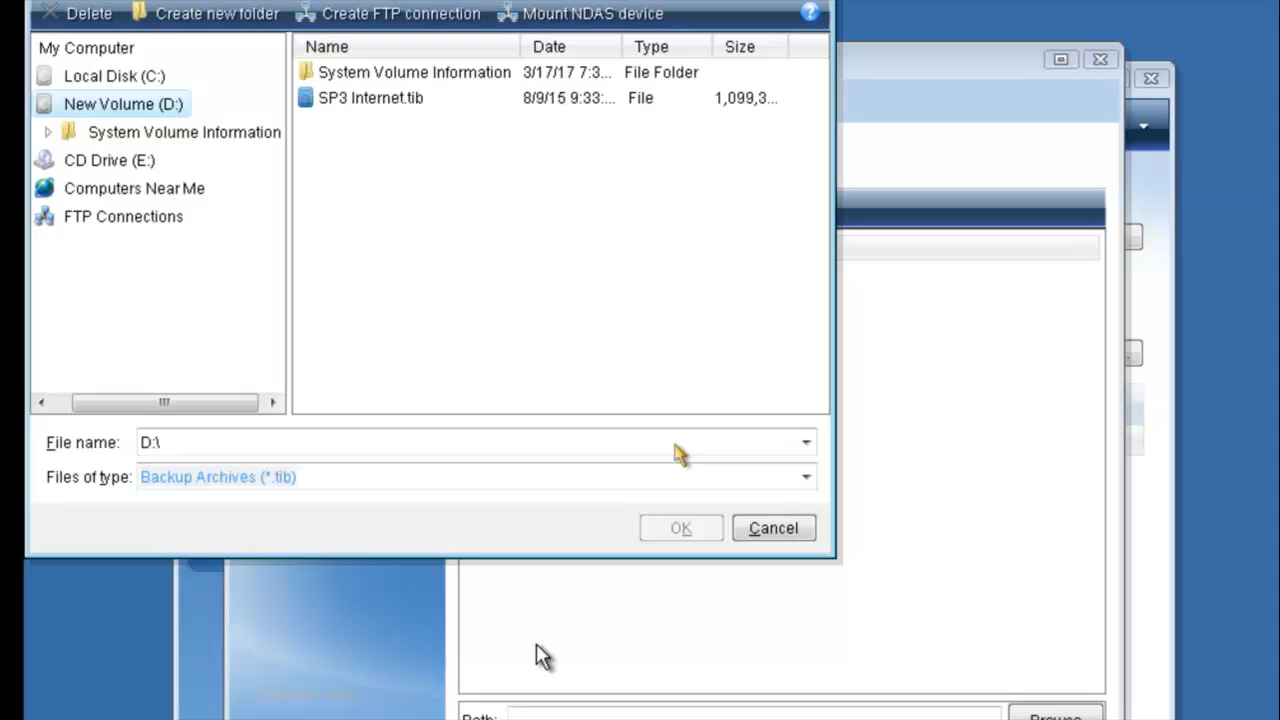 Delete Create new folder Create FTP connection Mount NDAS device
My Computer
Local Disk (C:)
New Volume (D:)
System Volume Information
CD Drive (E:)
Computers Near Me
FTP Connections
Name Date Type Size
System Volume Information 3/17/17 7:3... File Folder
SP3 Internet.tib 8/9/15 9:33:... File 1,099,3...
File name: D:\
Files of type: Backup Archives (*.tib)
OK Cancel
Path: Browse